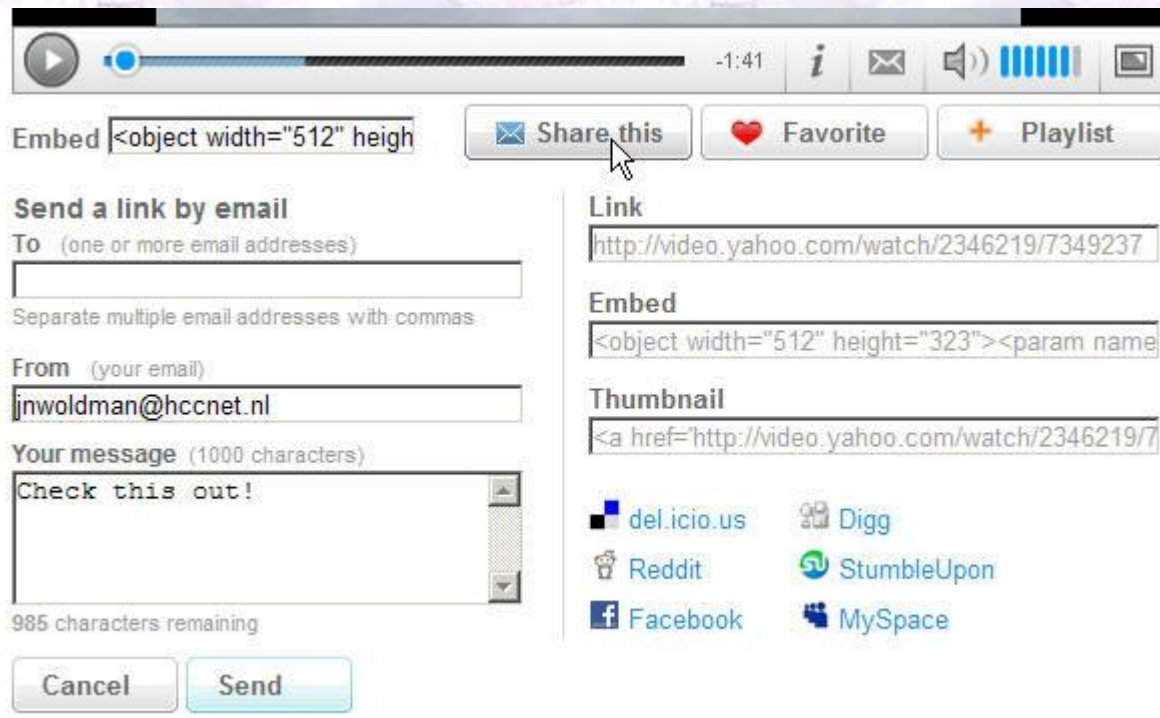 -1:41 i
Embed <object width="512" heigh
Share this
Favorite
Playlist
Send a link by email
To (one or more email addresses)
Separate multiple email addresses with commas
From (your email)
jnwoldman@hccnet.nl
Your message (1000 characters)
Check this out!
985 characters remaining
Cancel
Send
Link
http://video.yahoo.com/watch/2346219/7349237
Embed
<object width="512" height="323"><param name
Thumbnail
<a href='http://video.yahoo.com/watch/2346219/7
del.icio.us
Digg
Reddit
StumbleUpon
Facebook
MySpace